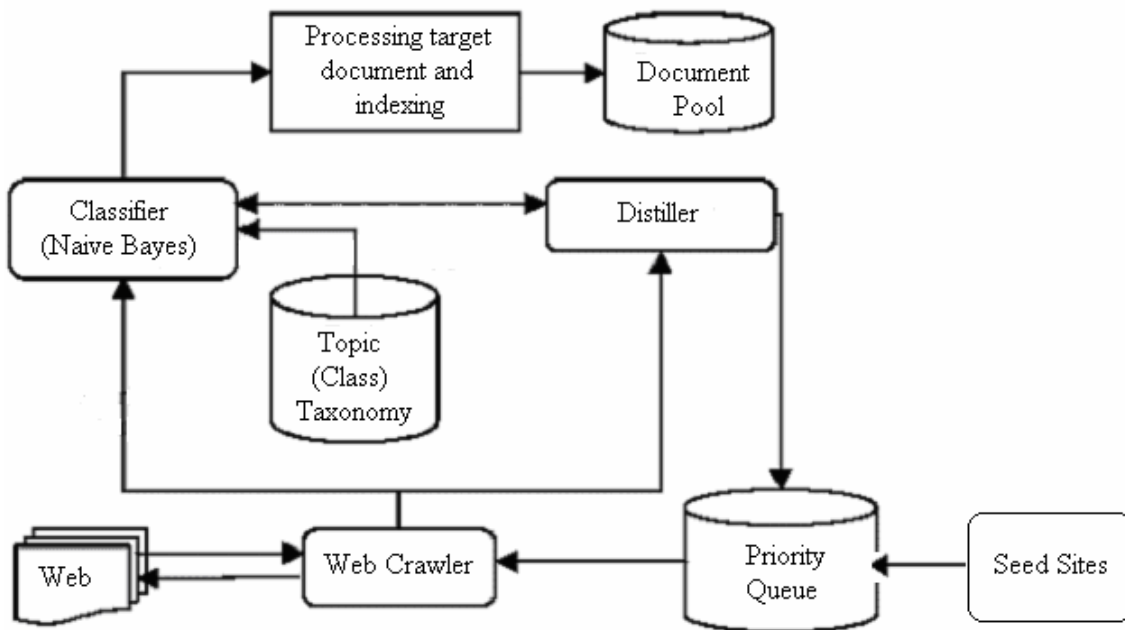 Processing target
document and
indexing
Document
Pool
Classifier
(Naive Bayes)
Distiller
Topic
(Class)
Taxonomy
Web
Web Crawler
Priority
Queue
Seed Sites